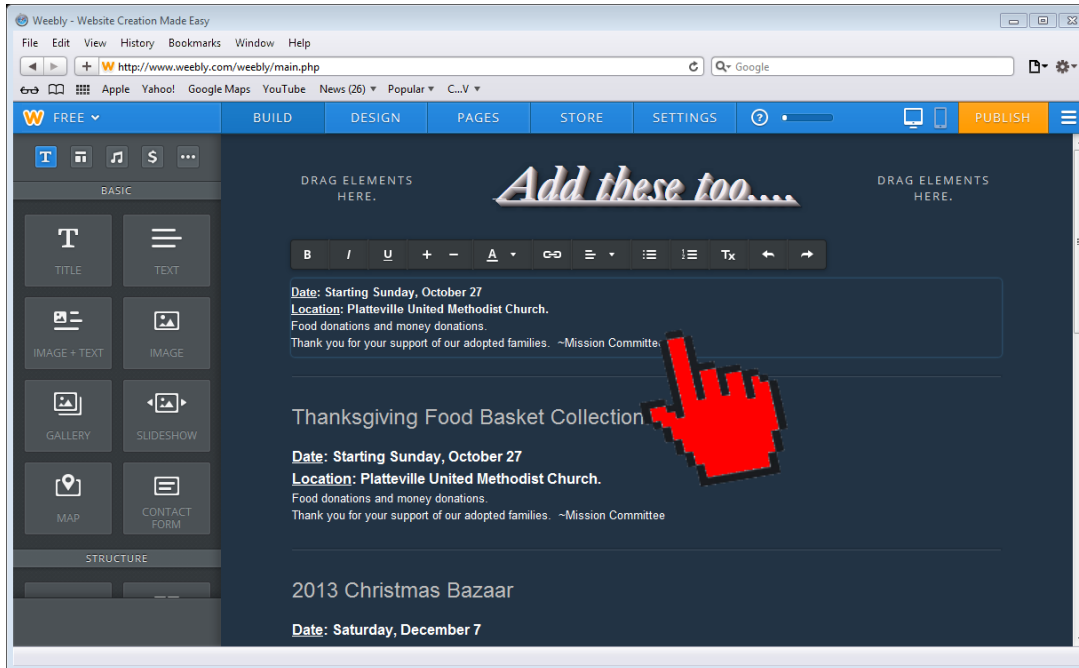 Weebly - Website Creation Made Easy
File Edit View History Bookmarks Window Help
http://www.weebly.com/weebly/main.php
Google
Apple Yahoo! Google Maps YouTube News (26) Popular C...V
FREE BUILD DESIGN PAGES STORE SETTINGS ? PUBLISH
T $
BASIC
DRAG ELEMENTS
HERE.
Add these too....
DRAG ELEMENTS
HERE.
B I U + − A Tx
T
TITLE
TEXT
IMAGE + TEXT
IMAGE
GALLERY
SLIDESHOW
MAP
CONTACT
FORM
STRUCTURE
Date: Starting Sunday, October 27
Location: Platteville United Methodist Church.
Food donations and money donations.
Thank you for your support of our adopted families. ~Mission Committe
Thanksgiving Food Basket Collection
Date: Starting Sunday, October 27
Location: Platteville United Methodist Church.
Food donations and money donations.
Thank you for your support of our adopted families. ~Mission Committee
2013 Christmas Bazaar
Date: Saturday, December 7